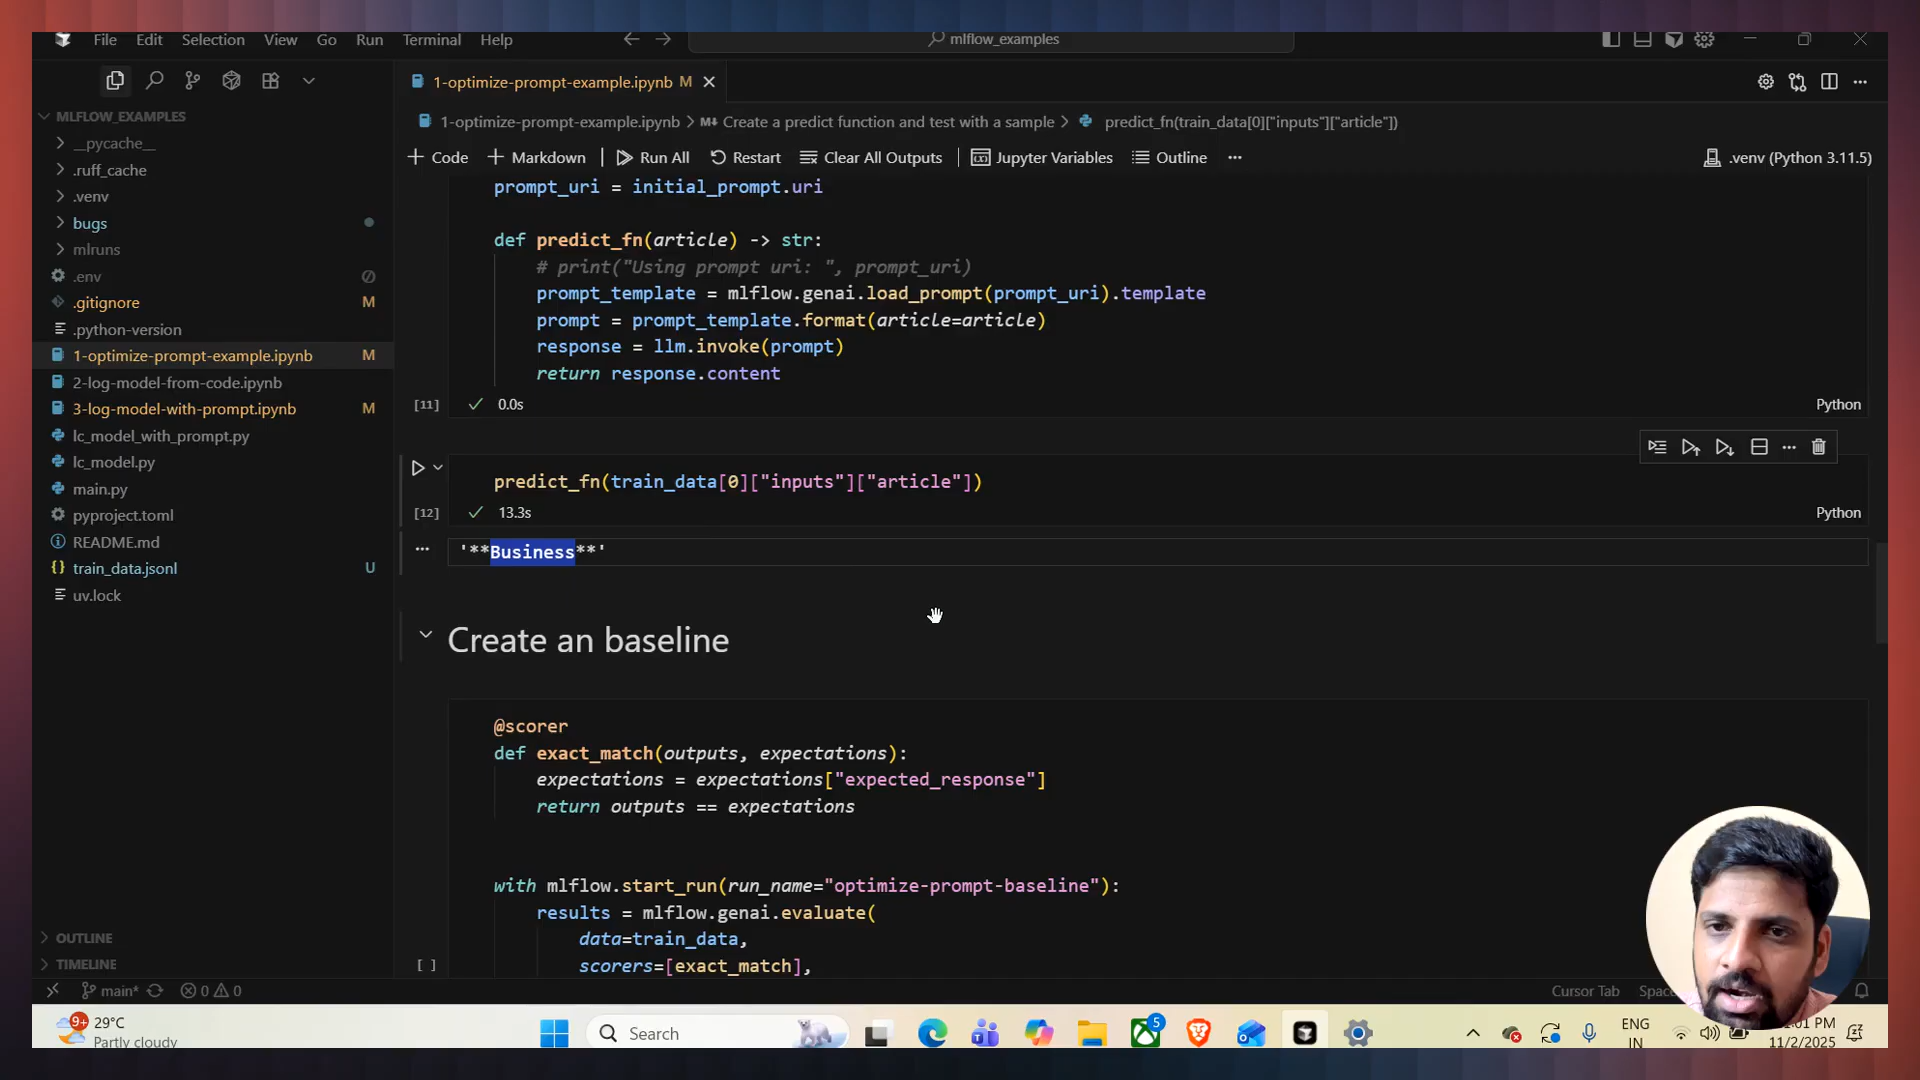 File Edit Selection View Go Run Terminal Help
mlflow_examples
1-optimize-prompt-example.ipynb M
MLFLOW_EXAMPLES
__pycache__
.ruff_cache
.venv
bugs
mlruns
.env
.gitignore M
.python-version
1-optimize-prompt-example.ipynb M
2-log-model-from-code.ipynb
3-log-model-with-prompt.ipynb M
lc_model_with_prompt.py
lc_model.py
main.py
pyproject.toml
README.md
train_data.jsonl U
uv.lock
OUTLINE
TIMELINE
1-optimize-prompt-example.ipynb > M↓ Create a predict function and test with a sample > predict_fn(train_data[0]["inputs"]["article"])
+ Code + Markdown Run All Restart Clear All Outputs Jupyter Variables Outline ...
.venv (Python 3.11.5)
prompt_uri = initial_prompt.uri
def predict_fn(article) -> str:
# print("Using prompt uri: ", prompt_uri)
prompt_template = mlflow.genai.load_prompt(prompt_uri).template
prompt = prompt_template.format(article=article)
response = llm.invoke(prompt)
return response.content
[11] ✓ 0.0s Python
predict_fn(train_data[0]["inputs"]["article"])
[12] ✓ 13.3s Python
'**Business**'
Create an baseline
@scorer
def exact_match(outputs, expectations):
expectations = expectations["expected_response"]
return outputs == expectations
with mlflow.start_run(run_name="optimize-prompt-baseline"):
results = mlflow.genai.evaluate(
data=train_data,
[ ] scorers=[exact_match],
main* 0 0
Cursor Tab
9+ 29°C
Partly cloudy
Search
5
ENG
IN
:01 PM
11/2/2025